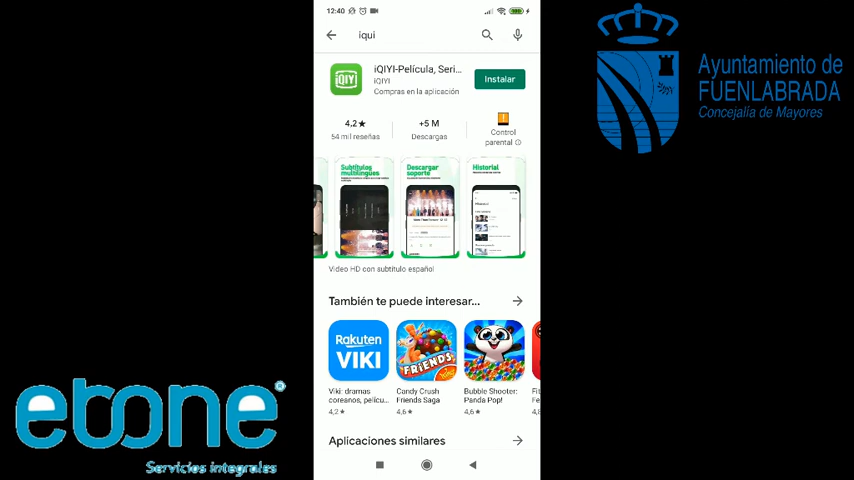 12:40
iqui
iQIYI-Película, Seri...
iQIYI
Compras en la aplicación
Instalar
4,2★
54 mil reseñas
+5 M
Descargas
Control
parental
Subtítulos
multilingües
Descargar
soporte
Historial
Video HD con subtítulo español
También te puede interesar...
Rakuten
VIKI
FRIENDS
Viki: dramas
coreanos, pelícu...
4,2★
Candy Crush
Friends Saga
4,6★
Bubble Shooter:
Panda Pop!
4,6★
Aplicaciones similares
Ayuntamiento de
FUENLABRADA
Concejalía de Mayores
ebone
Servicios integrales